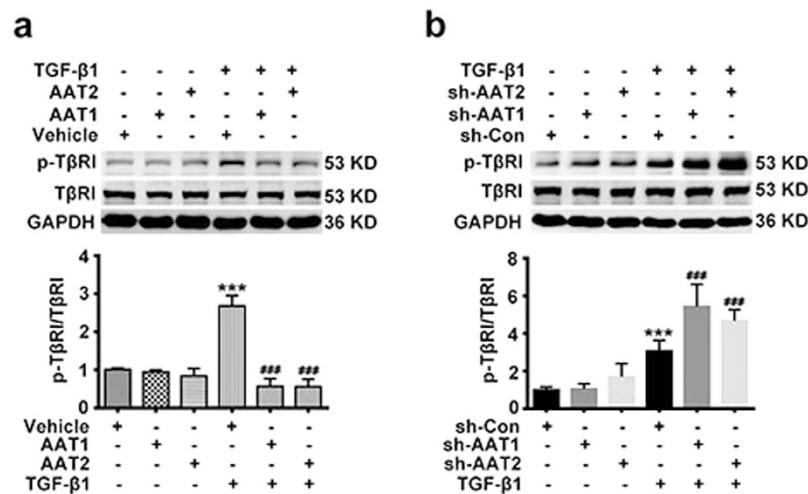 a
TGF-β1 - - - + + +
AAT2 - - + - - +
AAT1 - + - - + -
Vehicle + - - + - -
p-TβRI 53 KD
TβRI 53 KD
GAPDH 36 KD
p-TβRI/TβRI
4
3
2
1
0
***
###
###
Vehicle + - - + - -
AAT1 - + - - + -
AAT2 - - + - - +
TGF-β1 - - - + + +
b
TGF-β1 - - - + + +
sh-AAT2 - - + - - +
sh-AAT1 - + - - + -
sh-Con + - - + - -
p-TβRI 53 KD
TβRI 53 KD
GAPDH 36 KD
p-TβRI/TβRI
8
6
4
2
0
***
###
###
sh-Con + - - + - -
sh-AAT1 - + - - + -
sh-AAT2 - - + - - +
TGF-β1 - - - + + +